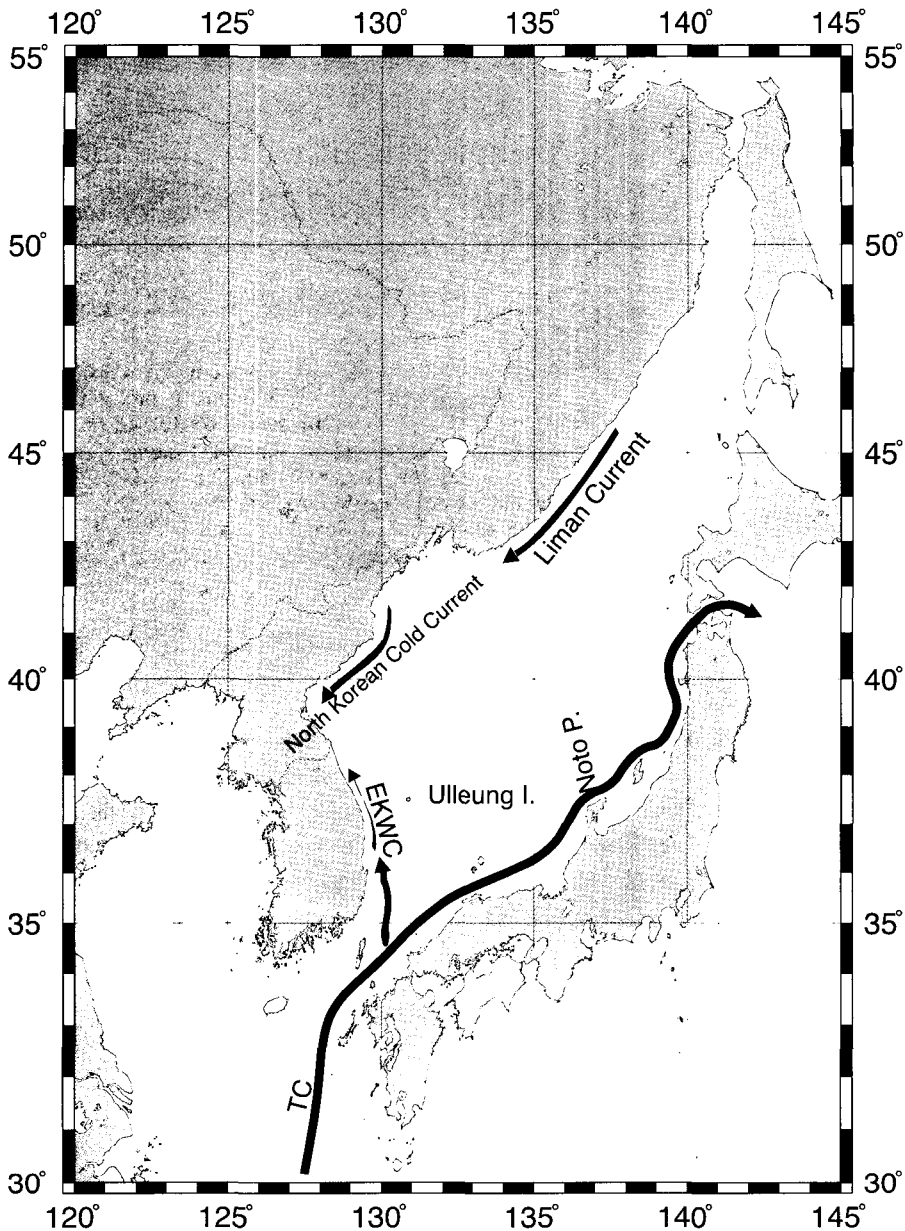 120° 125° 130° 135° 140° 145°
55° 55°
50° 50°
45° 45°
Liman Current
North Korean Cold Current
40° 40°
Noto P.
EKWC
Ulleung I.
35° 35°
TC
30° 30°
120° 125° 130° 135° 140° 145°